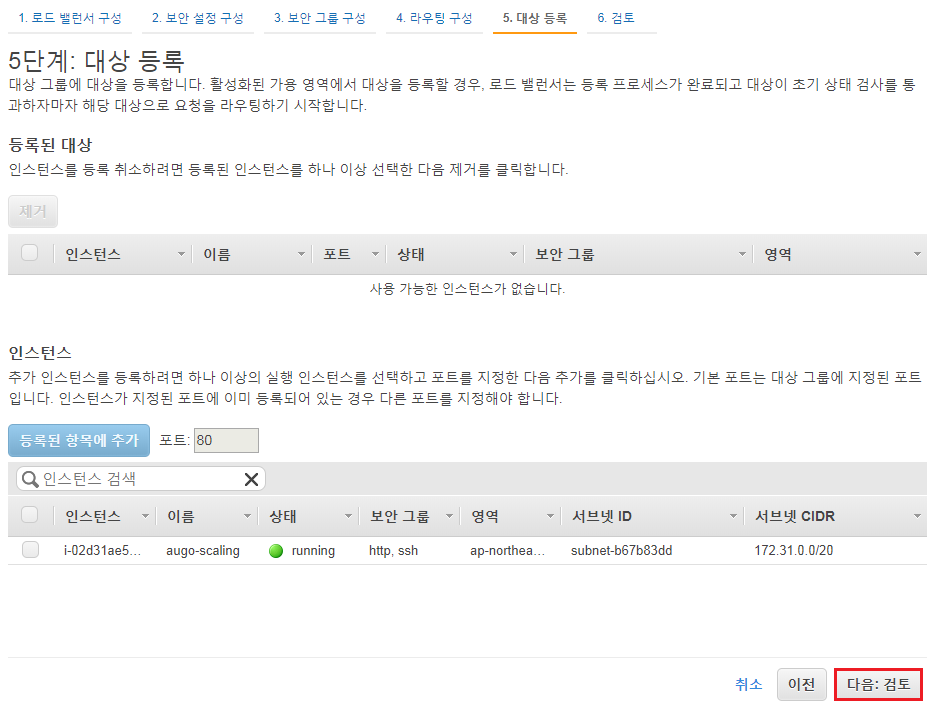 1. 로드 밸런서 구성 2. 보안 설정 구성 3. 보안 그룹 구성 4. 라우팅 구성 5. 대상 등록 6. 검토
5단계: 대상 등록
대상 그룹에 대상을 등록합니다. 활성화된 가용 영역에서 대상을 등록할 경우, 로드 밸런서는 등록 프로세스가 완료되고 대상이 초기 상태 검사를 통
과하자마자 해당 대상으로 요청을 라우팅하기 시작합니다.
등록된 대상
인스턴스를 등록 취소하려면 등록된 인스턴스를 하나 이상 선택한 다음 제거를 클릭합니다.
제거
인스턴스 이름 포트 상태 보안 그룹 영역
사용 가능한 인스턴스가 없습니다.
인스턴스
추가 인스턴스를 등록하려면 하나 이상의 실행 인스턴스를 선택하고 포트를 지정한 다음 추가를 클릭하십시오. 기본 포트는 대상 그룹에 지정된 포트
입니다. 인스턴스가 지정된 포트에 이미 등록되어 있는 경우 다른 포트를 지정해야 합니다.
등록된 항목에 추가 포트: 80
인스턴스 검색
인스턴스 이름 상태 보안 그룹 영역 서브넷 ID 서브넷 CIDR
i-02d31ae5... augo-scaling running http, ssh ap-northea... subnet-b67b83dd 172.31.0.0/20
취소 이전 다음: 검토